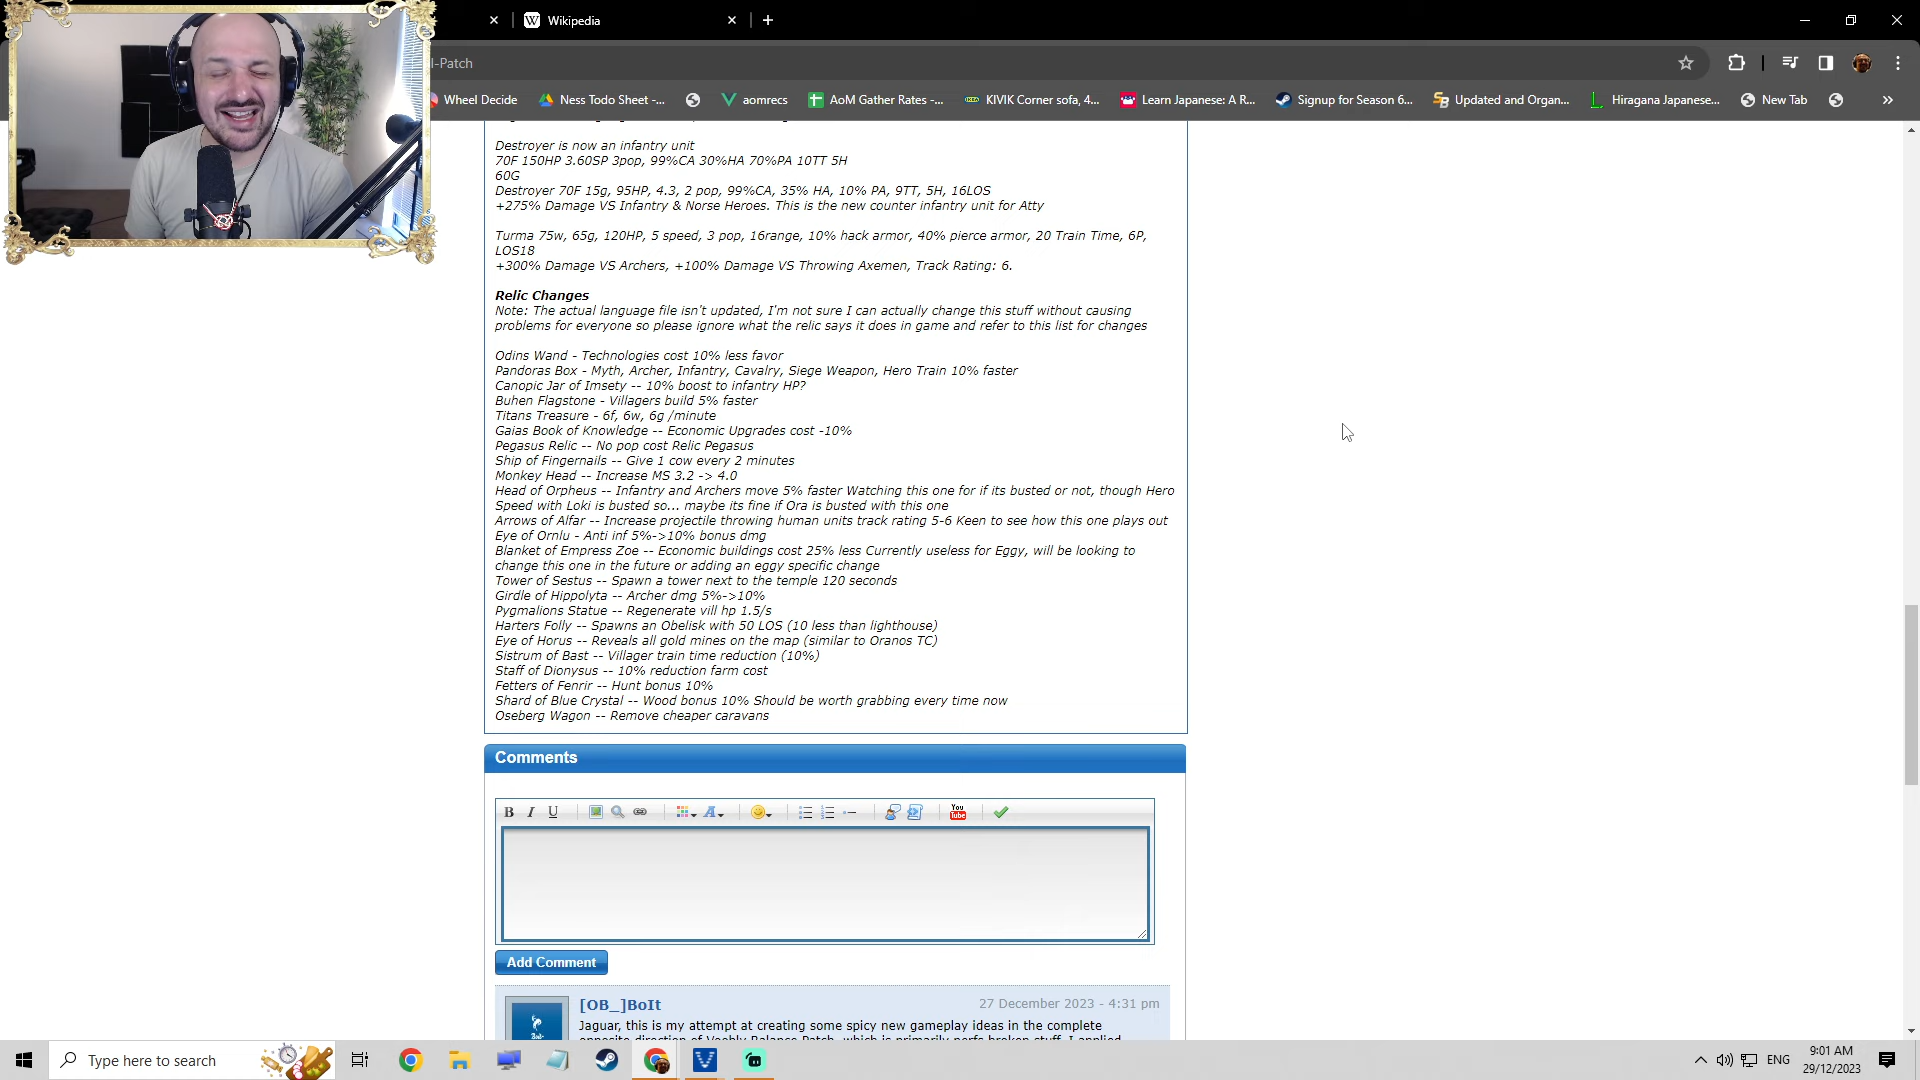 Wikipedia
l-Patch
Wheel Decide
Ness Todo Sheet -...
aomrecs
AoM Gather Rates -...
KIVIK Corner sofa, 4...
Learn Japanese: A R...
Signup for Season 6...
Updated and Organ...
Hiragana Japanese...
New Tab
Destroyer is now an infantry unit
70F 150HP 3.60SP 3pop, 99%CA 30%HA 70%PA 10TT 5H
60G
Destroyer 70F 15g, 95HP, 4.3, 2 pop, 99%CA, 35% HA, 10% PA, 9TT, 5H, 16LOS
+275% Damage VS Infantry & Norse Heroes. This is the new counter infantry unit for Atty
Turma 75w, 65g, 120HP, 5 speed, 3 pop, 16range, 10% hack armor, 40% pierce armor, 20 Train Time, 6P,
LOS18
+300% Damage VS Archers, +100% Damage VS Throwing Axemen, Track Rating: 6.
Relic Changes
Note: The actual language file isn't updated, I'm not sure I can actually change this stuff without causing
problems for everyone so please ignore what the relic says it does in game and refer to this list for changes
Odins Wand - Technologies cost 10% less favor
Pandoras Box - Myth, Archer, Infantry, Cavalry, Siege Weapon, Hero Train 10% faster
Canopic Jar of Imsety -- 10% boost to infantry HP?
Buhen Flagstone - Villagers build 5% faster
Titans Treasure - 6f, 6w, 6g /minute
Gaias Book of Knowledge -- Economic Upgrades cost -10%
Pegasus Relic -- No pop cost Relic Pegasus
Ship of Fingernails -- Give 1 cow every 2 minutes
Monkey Head -- Increase MS 3.2 -> 4.0
Head of Orpheus -- Infantry and Archers move 5% faster Watching this one for if its busted or not, though Hero
Speed with Loki is busted so... maybe its fine if Ora is busted with this one
Arrows of Alfar -- Increase projectile throwing human units track rating 5-6 Keen to see how this one plays out
Eye of Ornlu - Anti inf 5%->10% bonus dmg
Blanket of Empress Zoe -- Economic buildings cost 25% less Currently useless for Eggy, will be looking to
change this one in the future or adding an eggy specific change
Tower of Sestus -- Spawn a tower next to the temple 120 seconds
Girdle of Hippolyta -- Archer dmg 5%->10%
Pygmalions Statue -- Regenerate vill hp 1.5/s
Harters Folly -- Spawns an Obelisk with 50 LOS (10 less than lighthouse)
Eye of Horus -- Reveals all gold mines on the map (similar to Oranos TC)
Sistrum of Bast -- Villager train time reduction (10%)
Staff of Dionysus -- 10% reduction farm cost
Fetters of Fenrir -- Hunt bonus 10%
Shard of Blue Crystal -- Wood bonus 10% Should be worth grabbing every time now
Oseberg Wagon -- Remove cheaper caravans
Comments
B I U
You
Tube
Add Comment
[OB_]BoIt
27 December 2023 - 4:31 pm
Jaguar, this is my attempt at creating some spicy new gameplay ideas in the complete
opposite direction of Voobly Balance Patch, which is primarily
Type here to search
ENG
9:01 AM
29/12/2023